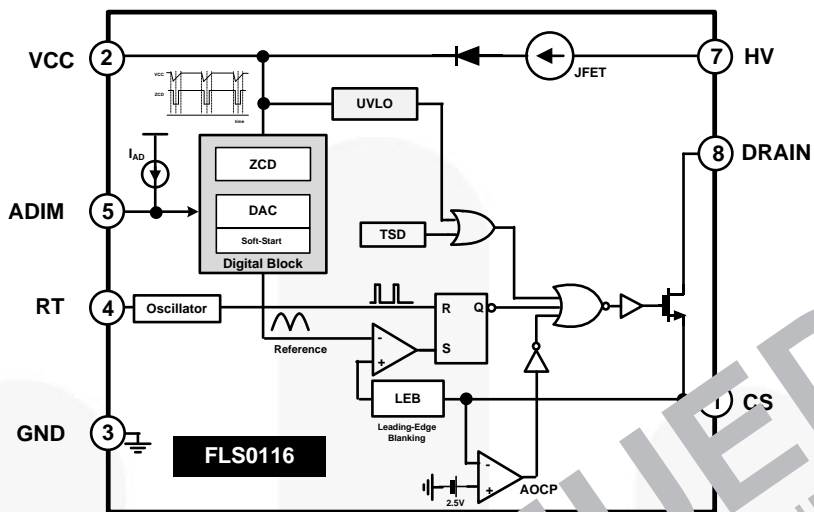 VCC
2
7
HV
JFET
VCC
ZCD
time
UVLO
8
DRAIN
IAD
ZCD
ADIM
5
DAC
Soft-Start
TSD
Digital Block
RT
4
Oscillator
R
Q
Reference
-
+
S
LEB
1
CS
Leading-Edge
Blanking
GND
3
FLS0116
-
+
AOCP
2.5V